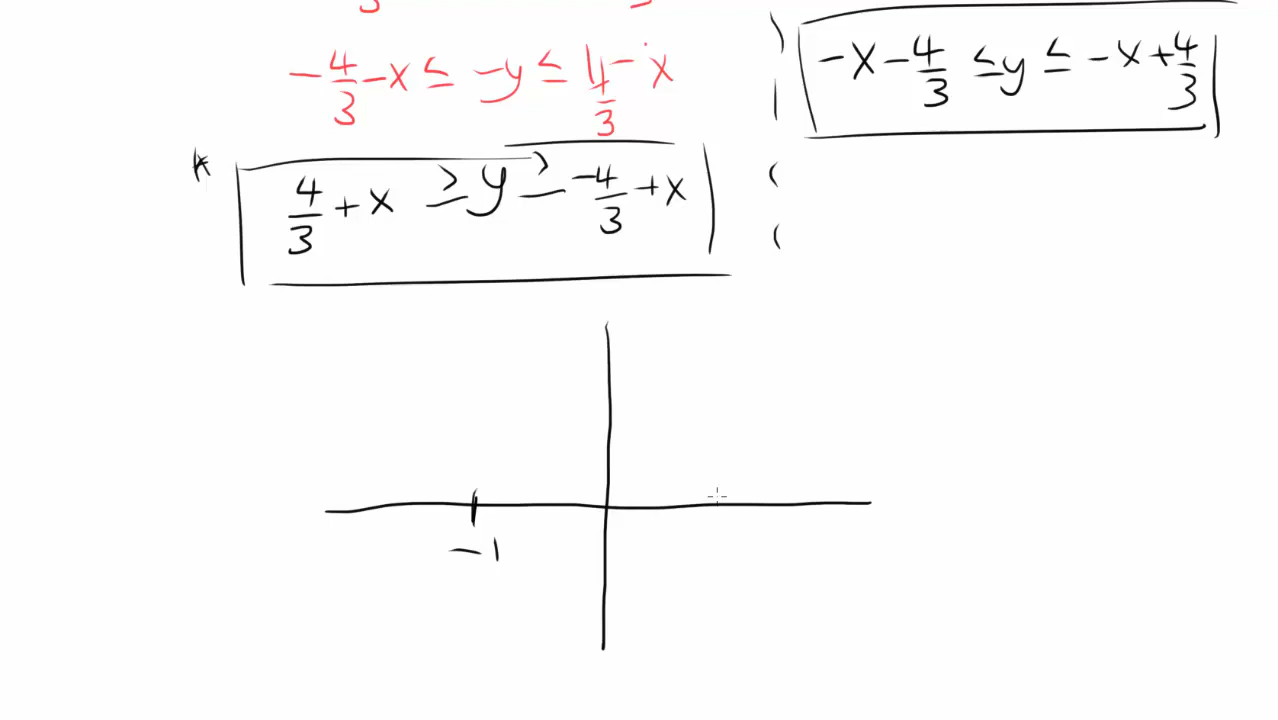 -4/3 - x ≤ -y ≤ 4/3 - x
* 4/3 + x ≥ y ≥ -4/3 + x
-x - 4/3 ≤ y ≤ -x + 4/3
-1